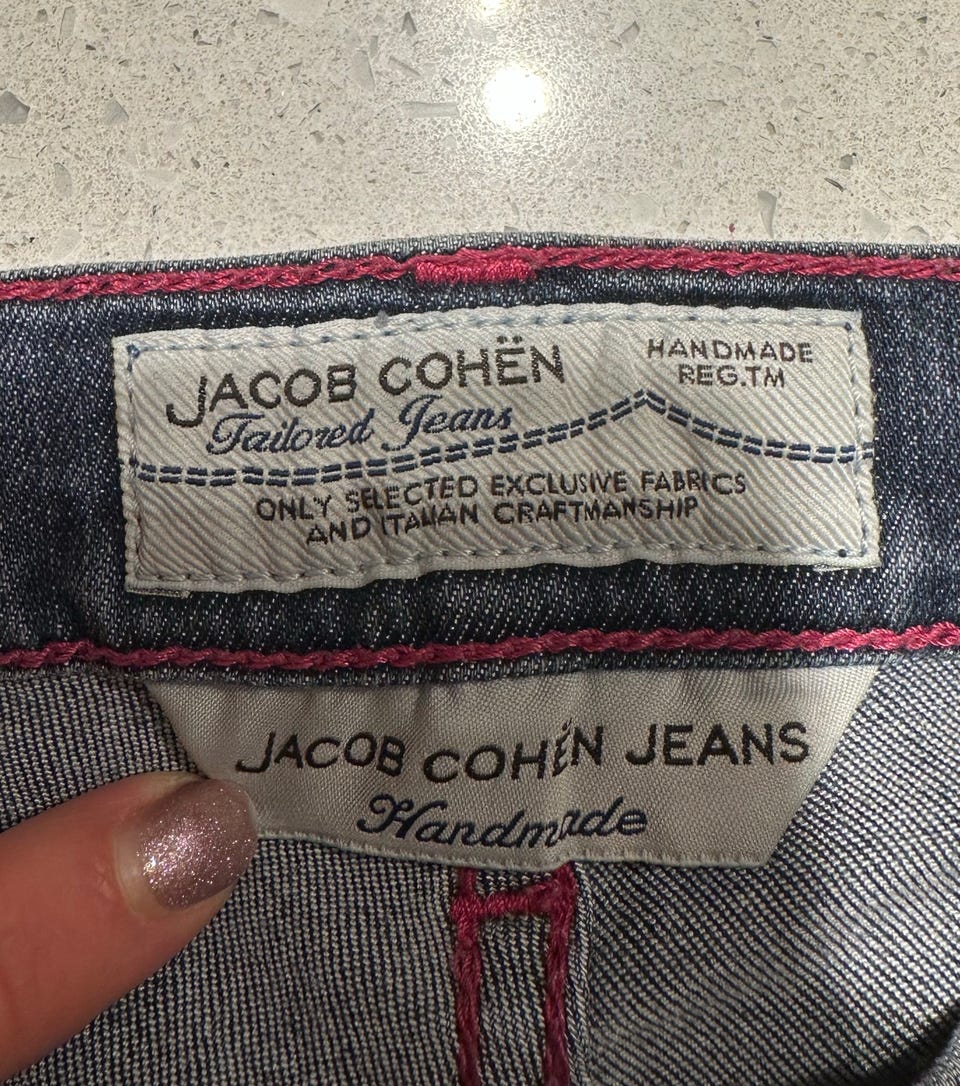 JACOB COHËN
Tailored Jeans
HANDMADE
REG.TM
ONLY SELECTED EXCLUSIVE FABRICS
AND ITALIAN CRAFTMANSHIP
JACOB COHËN JEANS
Handmade